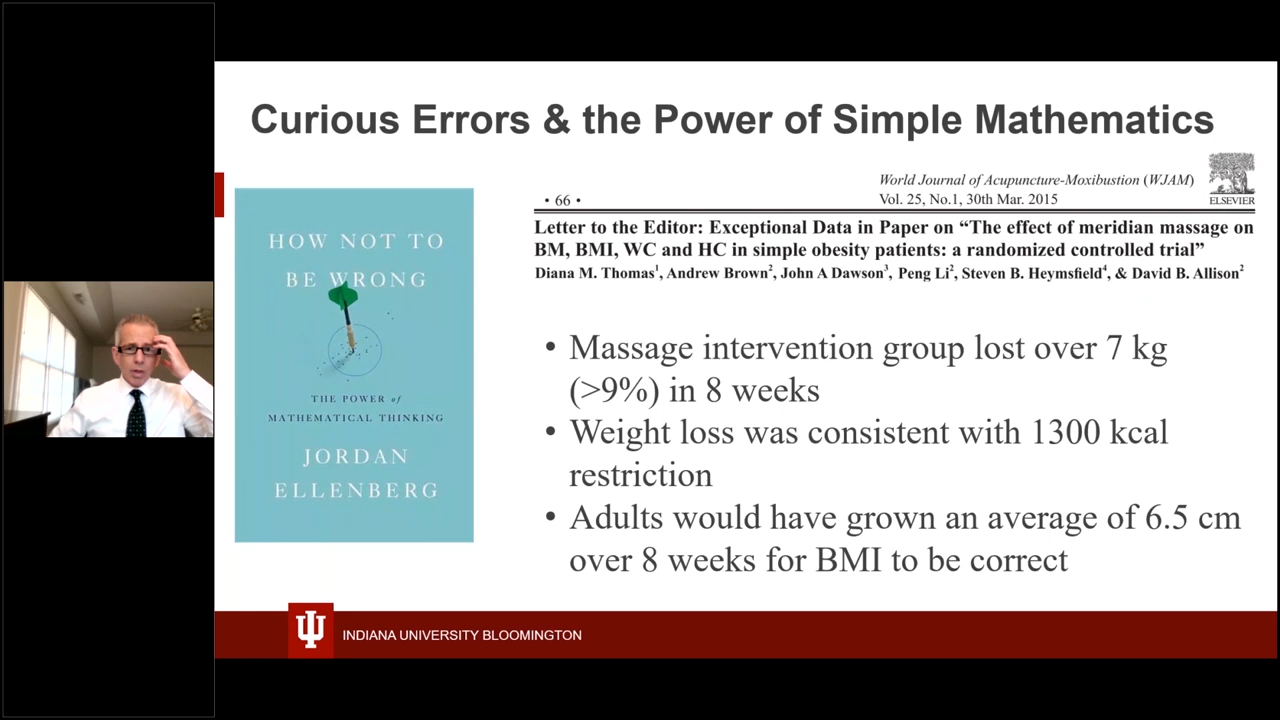 Curious Errors & the Power of Simple Mathematics
HOW NOT TO
BE WRONG
THE POWER of
MATHEMATICAL THINKING
JORDAN
ELLENBERG
World Journal of Acupuncture-Moxibustion (WJAM)
• 66 •
Vol. 25, No.1, 30th Mar. 2015
ELSEVIER
Letter to the Editor: Exceptional Data in Paper on “The effect of meridian massage on
BM, BMI, WC and HC in simple obesity patients: a randomized controlled trial”
Diana M. Thomas1, Andrew Brown2, John A Dawson3, Peng Li2, Steven B. Heymsfield4, & David B. Allison2
• Massage intervention group lost over 7 kg
(>9%) in 8 weeks
• Weight loss was consistent with 1300 kcal
restriction
• Adults would have grown an average of 6.5 cm
over 8 weeks for BMI to be correct
INDIANA UNIVERSITY BLOOMINGTON